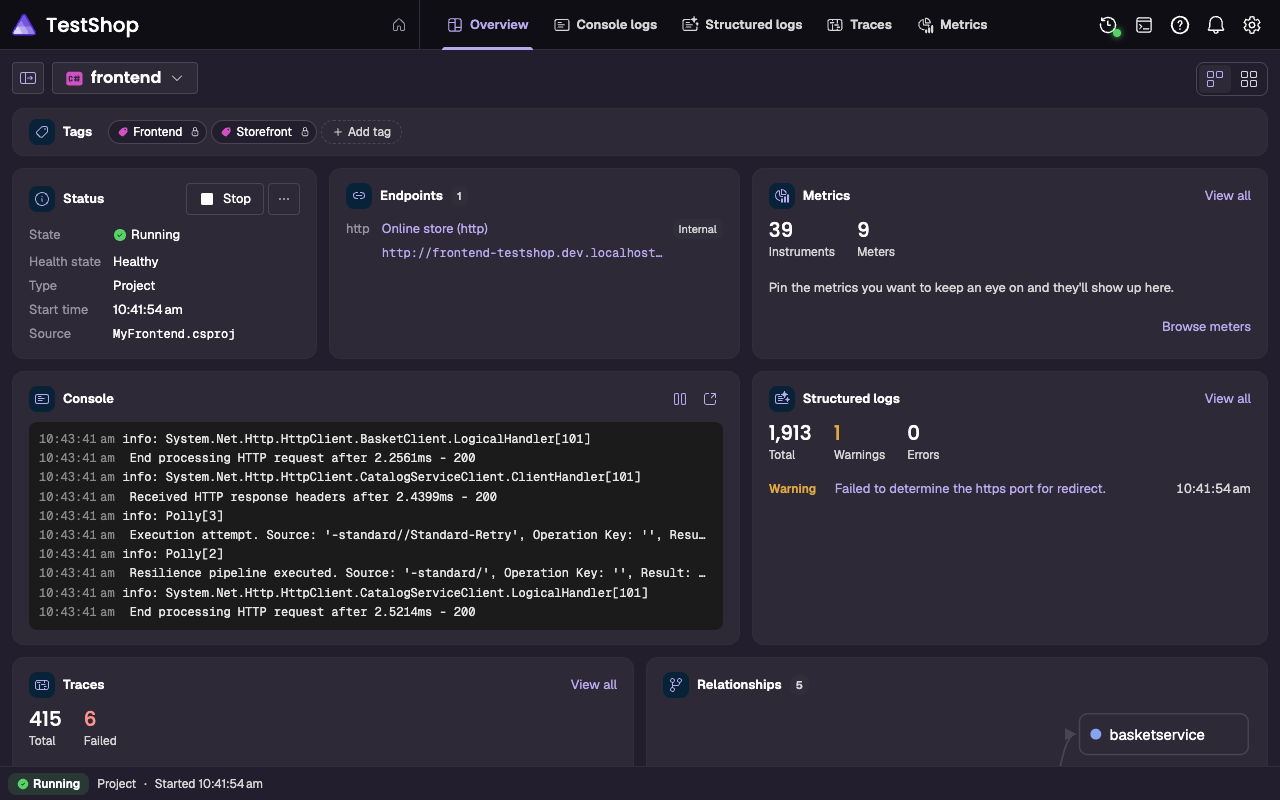 TestShop
Overview
Console logs
Structured logs
Traces
Metrics
C# frontend
Tags
Frontend
Storefront
+ Add tag
Status
Stop
...
State Running
Health state Healthy
Type Project
Start time 10:41:54 am
Source MyFrontend.csproj
Endpoints 1
http Online store (http) Internal
http://frontend-testshop.dev.localhost…
Metrics View all
39 9
Instruments Meters
Pin the metrics you want to keep an eye on and they'll show up here.
Browse meters
Console
10:43:41 am info: System.Net.Http.HttpClient.BasketClient.LogicalHandler[101]
10:43:41 am End processing HTTP request after 2.2561ms - 200
10:43:41 am info: System.Net.Http.HttpClient.CatalogServiceClient.ClientHandler[101]
10:43:41 am Received HTTP response headers after 2.4399ms - 200
10:43:41 am info: Polly[3]
10:43:41 am Execution attempt. Source: '-standard//Standard-Retry', Operation Key: '', Resu…
10:43:41 am info: Polly[2]
10:43:41 am Resilience pipeline executed. Source: '-standard/', Operation Key: '', Result: …
10:43:41 am info: System.Net.Http.HttpClient.CatalogServiceClient.LogicalHandler[101]
10:43:41 am End processing HTTP request after 2.5214ms - 200
Structured logs View all
1,913 1 0
Total Warnings Errors
Warning Failed to determine the https port for redirect. 10:41:54 am
Traces View all
415 6
Total Failed
Relationships 5
basketservice
Running Project · Started 10:41:54 am